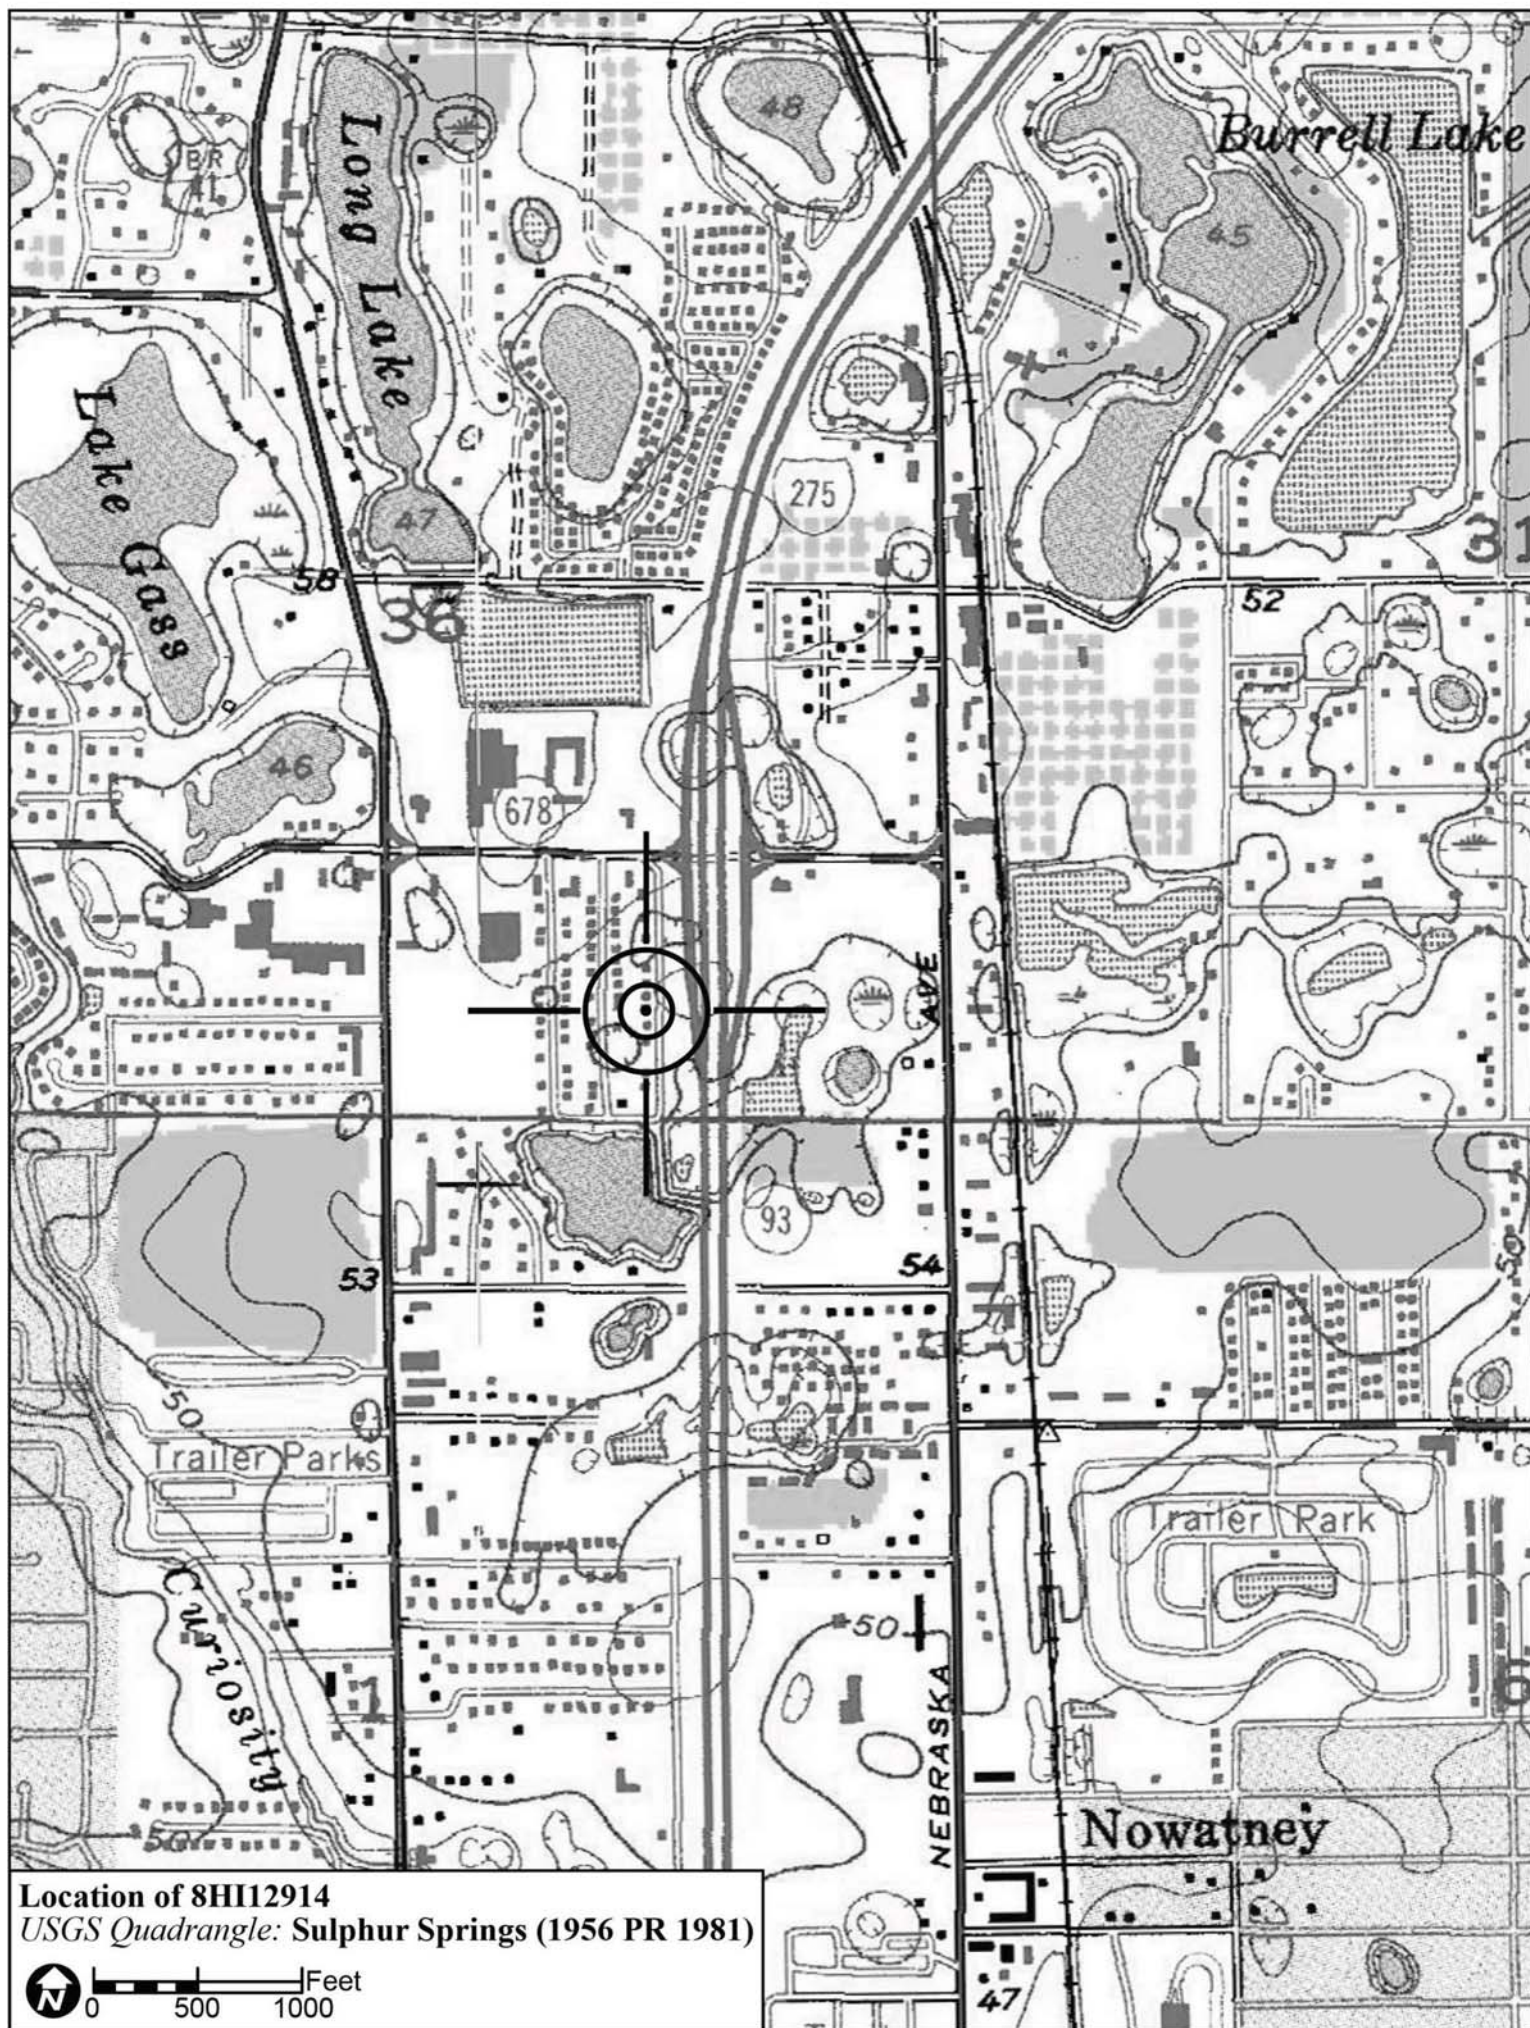 BR
41
Long Lake
48
Burrell Lake
45
Lake Gass
275
47
58
36
52
31
46
678
AVE
93
53
54
50
50
Trailer Parks
Trailer Park
Curiosity
50
1
6
NEBRASKA
50
Nowatney
47
Location of 8HI12914
USGS Quadrangle: Sulphur Springs (1956 PR 1981)
N
Feet
0 500 1000